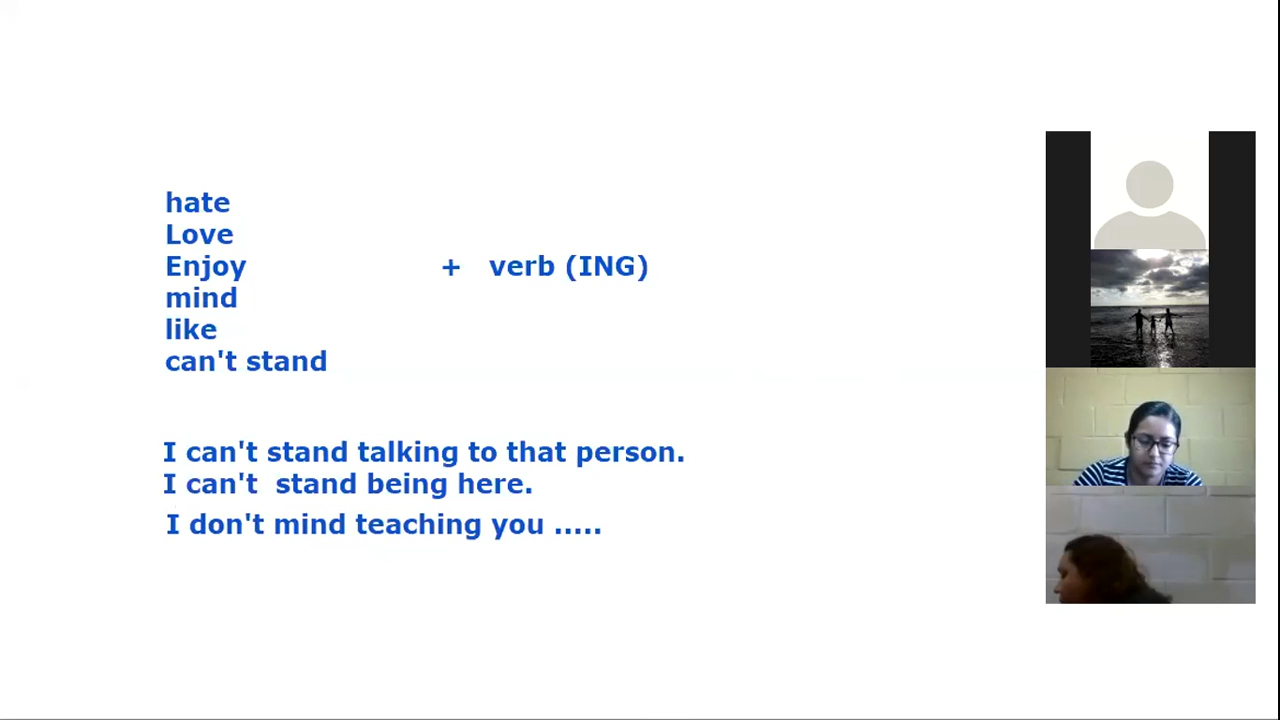 hate
Love
Enjoy + verb (ING)
mind
like
can't stand
I can't stand talking to that person.
I can't  stand being here.
I don't mind teaching you .....